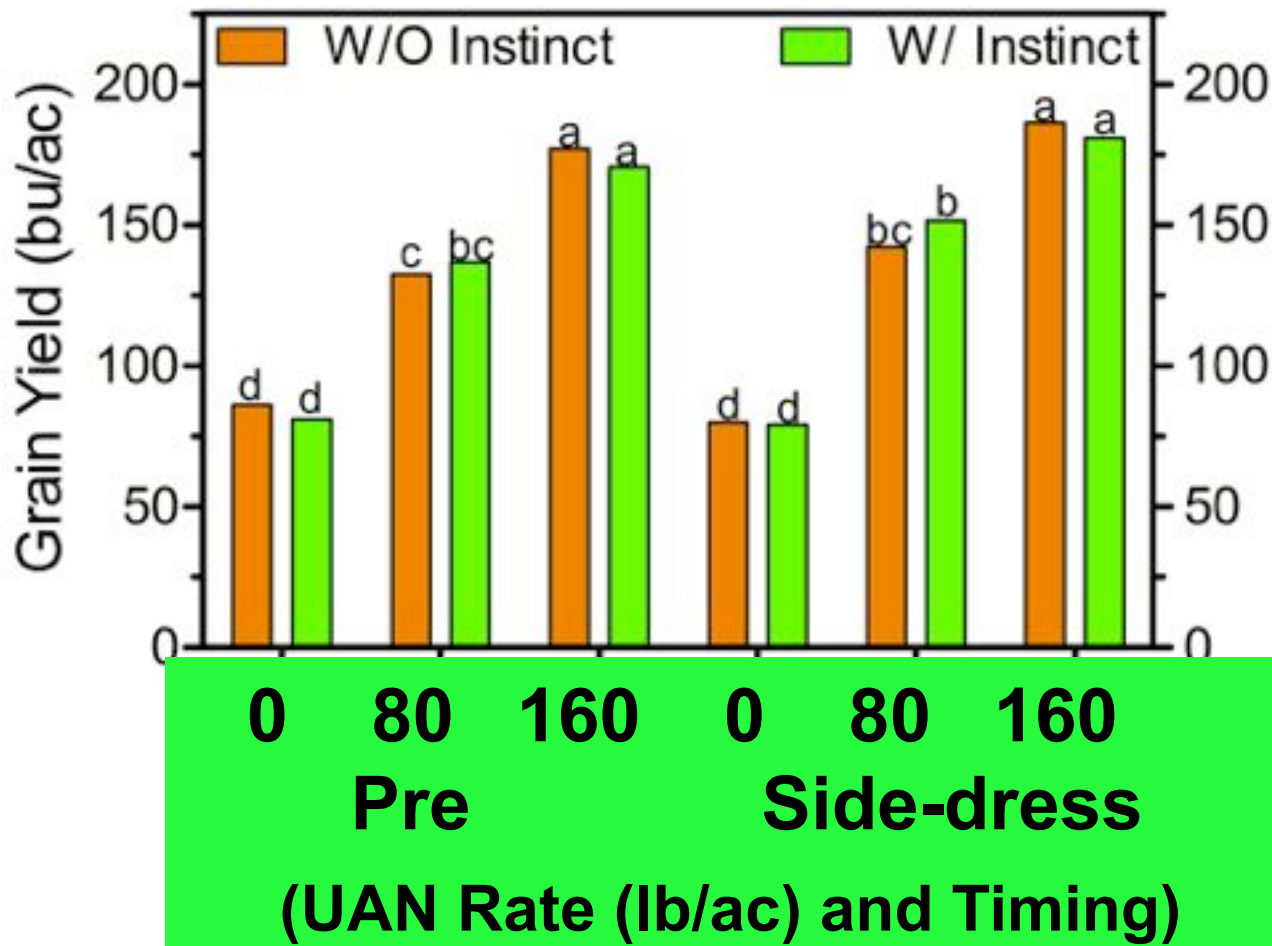 W/O Instinct W/ Instinct
Grain Yield (bu/ac)
200 200
150 150
100 100
50 50
0 0
d d c bc a a d d bc b a a
0 80 160 0 80 160
Pre Side-dress
(UAN Rate (lb/ac) and Timing)